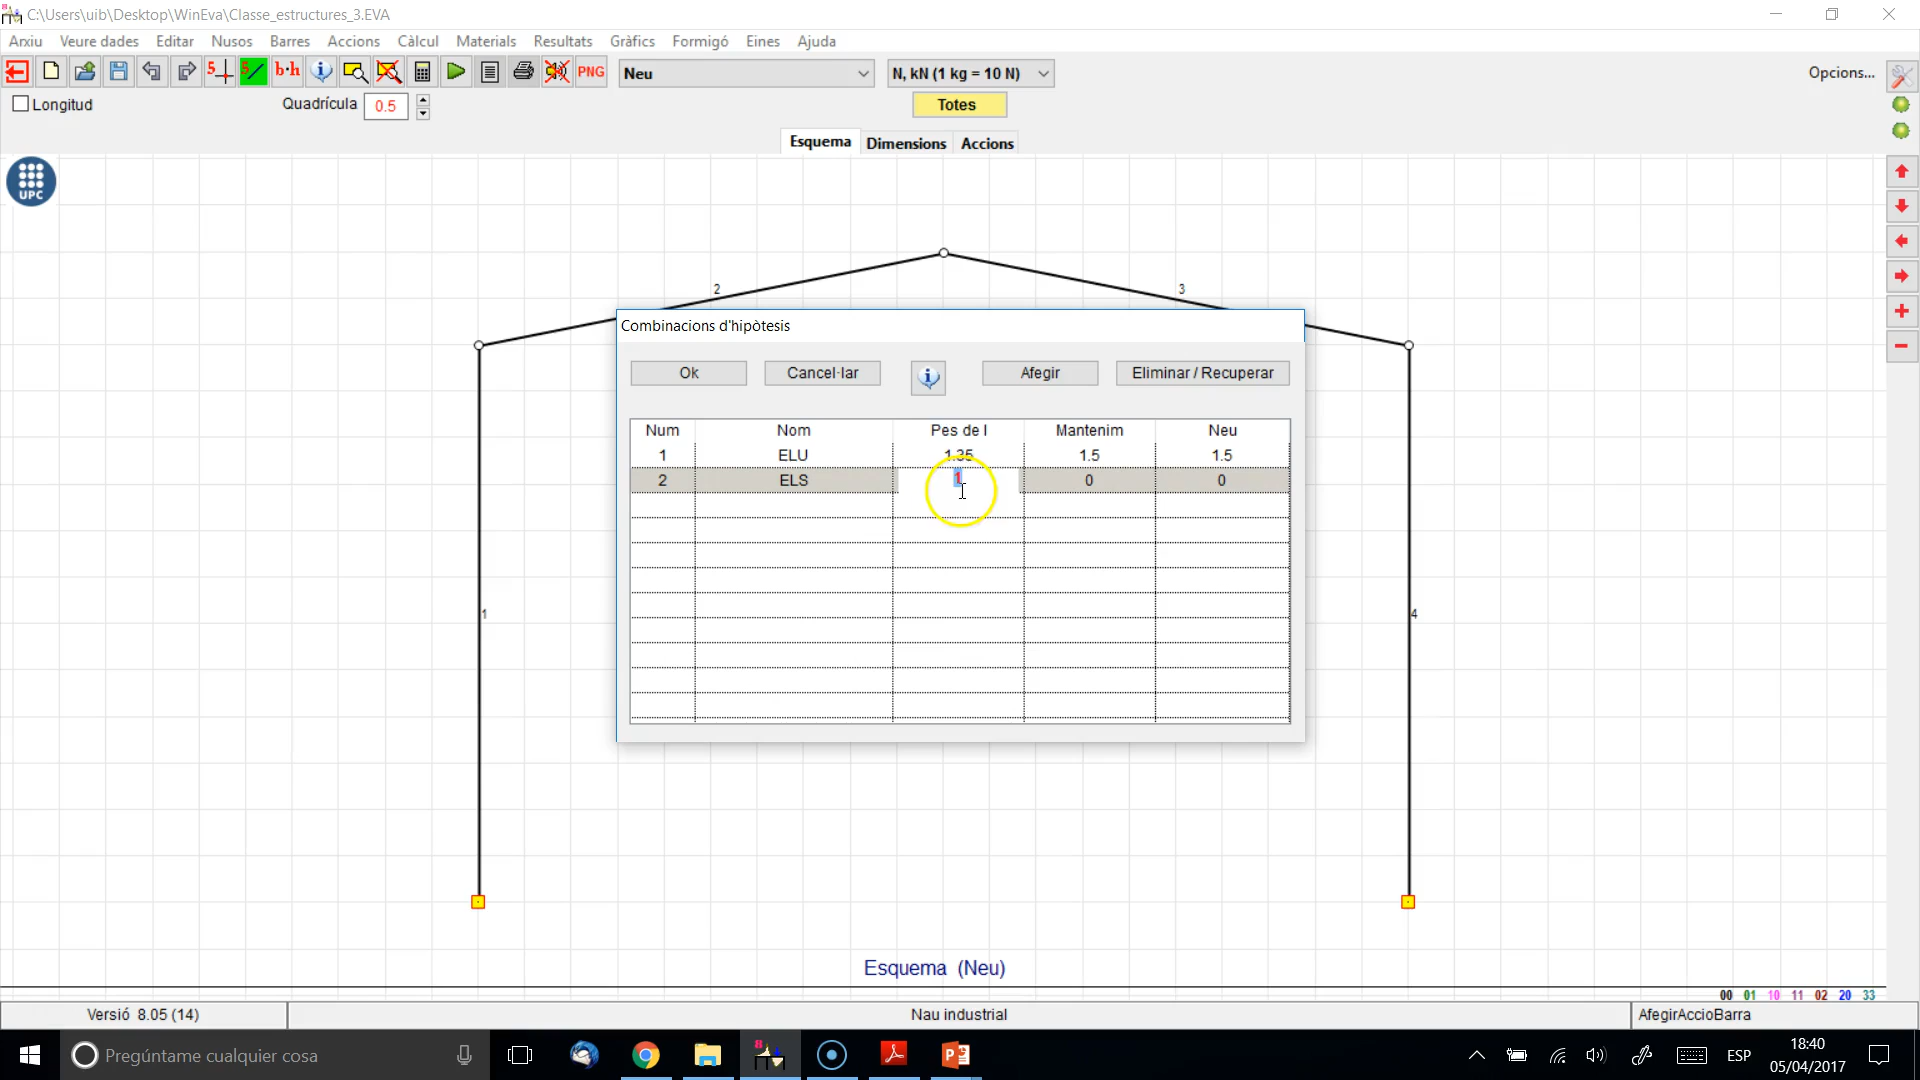 C:\Users\uib\Desktop\WinEva\Classe_estructures_3.EVA
Arxiu Veure dades Editar Nusos Barres Accions Càlcul Materials Resultats Gràfics Formigó Eines Ajuda
5 5 b·h PNG Neu N, kN (1 kg = 10 N) Opcions...
Longitud Quadrícula 0.5 Totes
Esquema Dimensions Accions
UPC
2 3
Combinacions d'hipòtesis
Ok Cancel·lar Afegir Eliminar / Recuperar
Num Nom Pes de l Mantenim Neu
1 ELU 1.35 1.5 1.5
2 ELS 1 0 0
1 4
Esquema (Neu)
00 01 10 11 02 20 33
Versió 8.05 (14) Nau industrial AfegirAccioBarra
Pregúntame cualquier cosa
ESP
18:40
05/04/2017